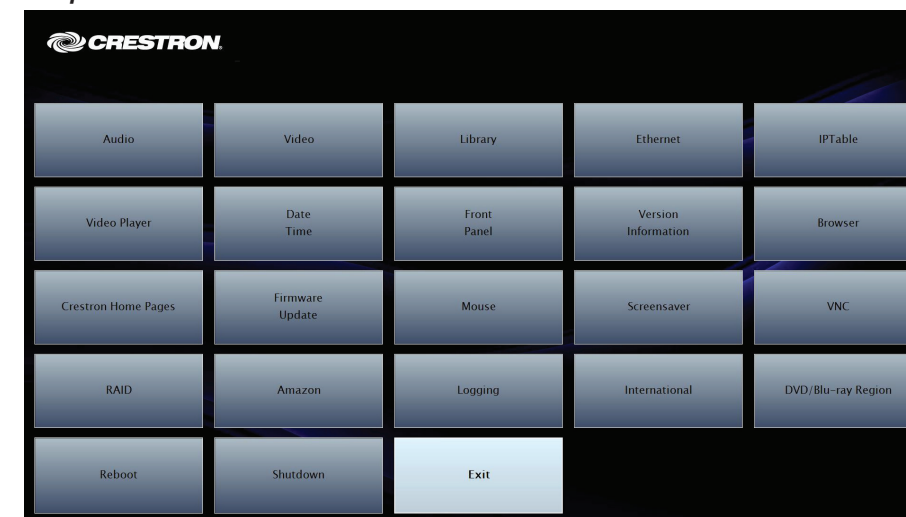 CRESTRON.
Audio
Video
Library
Ethernet
IPTable
Video Player
Date
Time
Front
Panel
Version
Information
Browser
Crestron Home Pages
Firmware
Update
Mouse
Screensaver
VNC
RAID
Amazon
Logging
International
DVD/Blu-ray Region
Reboot
Shutdown
Exit